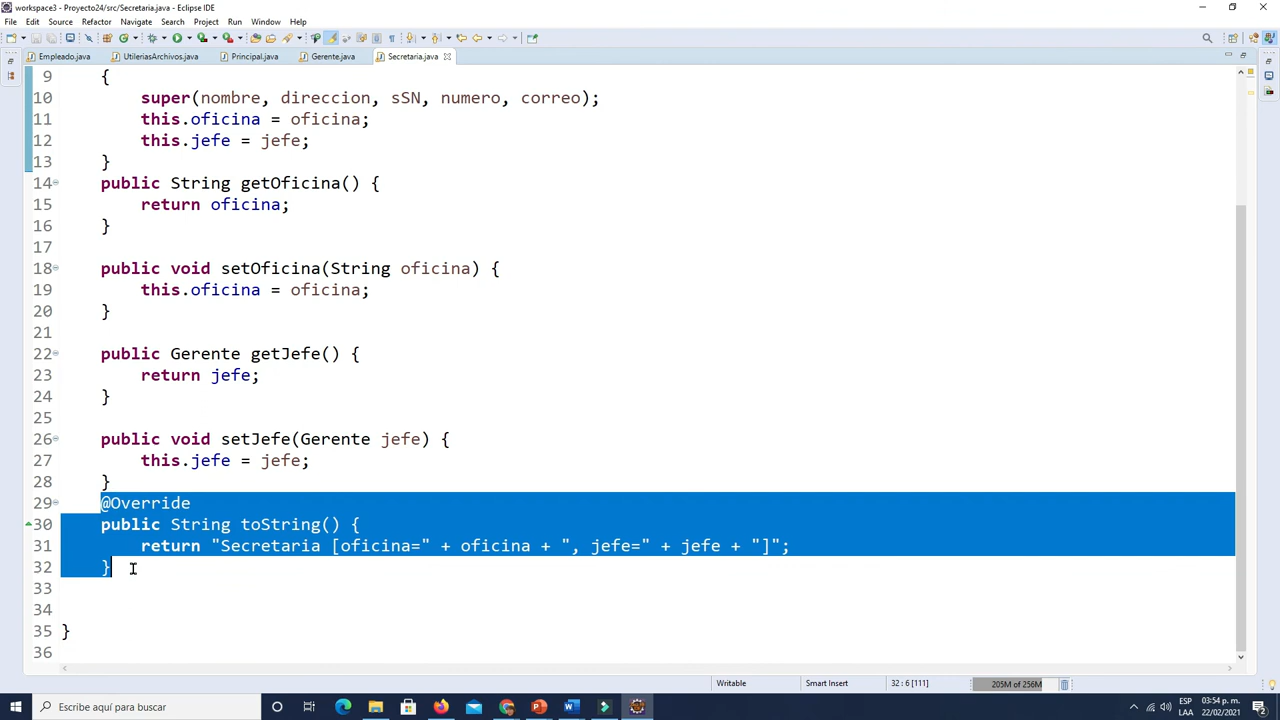 workspace3 - Proyecto24/src/Secretaria.java - Eclipse IDE
File Edit Source Refactor Navigate Search Project Run Window Help
Empleado.java UtileriasArchivos.java Principal.java Gerente.java Secretaria.java
9 {
10 super(nombre, direccion, sSN, numero, correo);
11 this.oficina = oficina;
12 this.jefe = jefe;
13 }
14 public String getOficina() {
15 return oficina;
16 }
17
18 public void setOficina(String oficina) {
19 this.oficina = oficina;
20 }
21
22 public Gerente getJefe() {
23 return jefe;
24 }
25
26 public void setJefe(Gerente jefe) {
27 this.jefe = jefe;
28 }
29 @Override
30 public String toString() {
31 return "Secretaria [oficina=" + oficina + ", jefe=" + jefe + "]";
32 }
33
34
35 }
36
Writable Smart Insert 32 : 6 [111] 205M of 256M
Escribe aquí para buscar
ESP 03:54 p. m.
LAA 22/02/2021
2